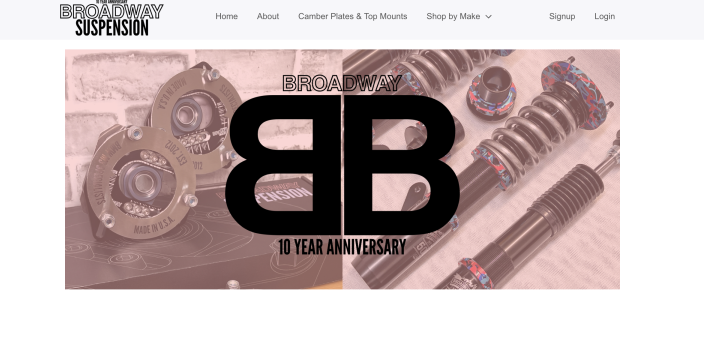 10 YEAR ANNIVERSARY
BROADWAY
SUSPENSION
Home
About
Camber Plates & Top Mounts
Shop by Make
Signup
Login
BROADWAY
BB
10 YEAR ANNIVERSARY
MADE IN U.S.A.
PENSION